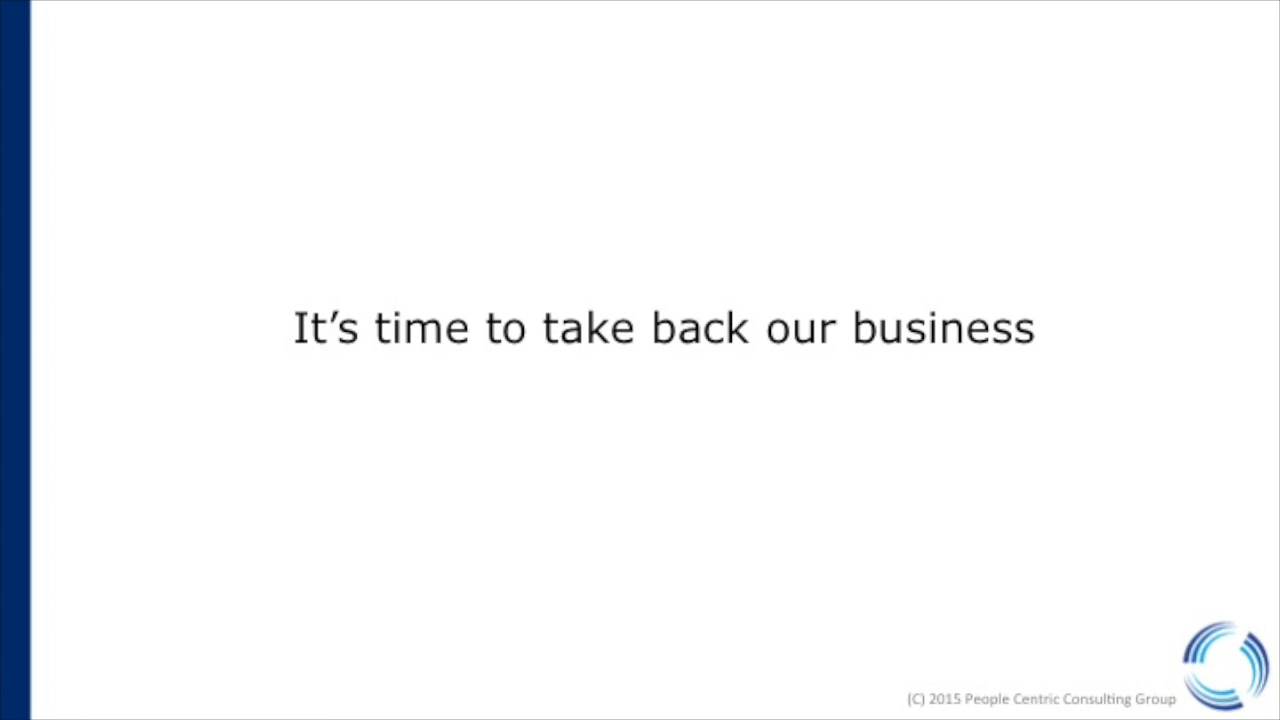 It’s time to take back our business
(C) 2015 People Centric Consulting Group